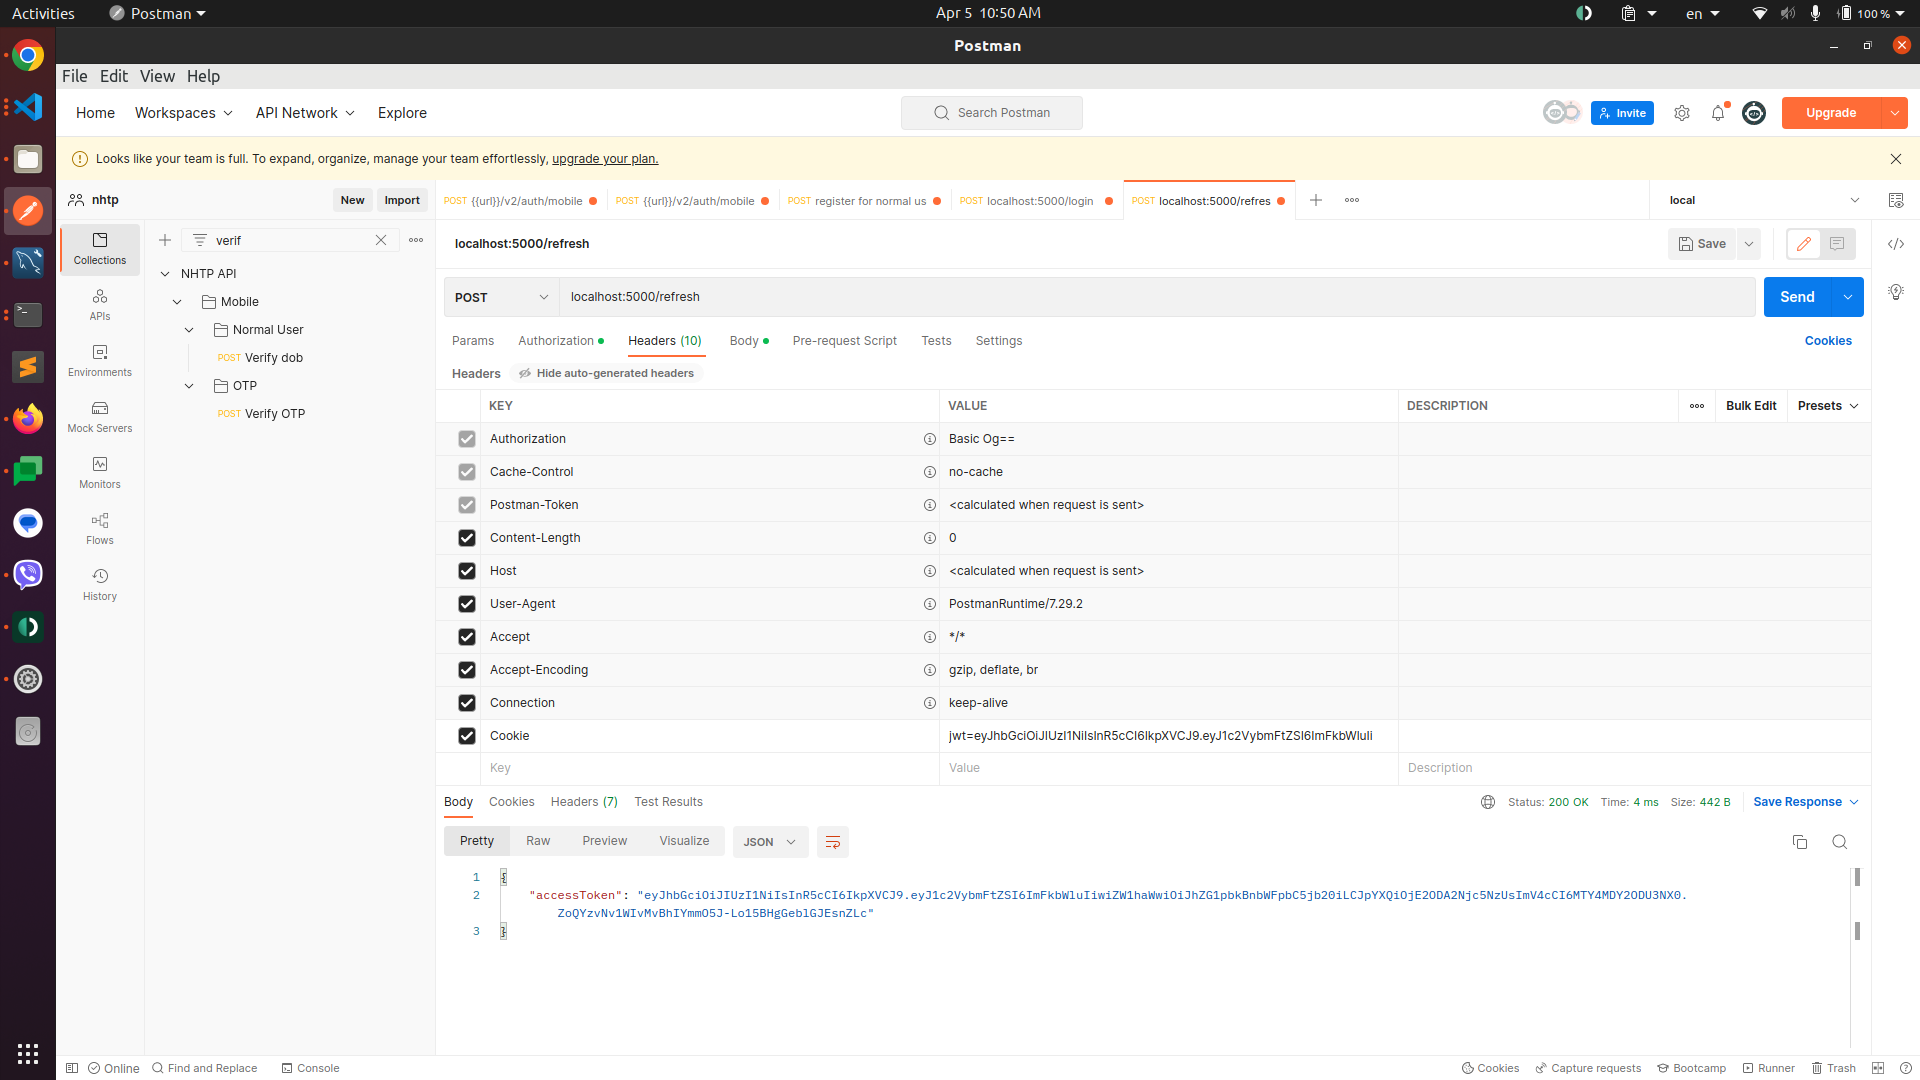 Activities
Postman
Apr 5 10:50 AM
en
100 %
Postman
File Edit View Help
Home
Workspaces
API Network
Explore
Search Postman
Invite
Upgrade
Looks like your team is full. To expand, organize, manage your team effortlessly, upgrade your plan.
nhtp
New
Import
POST {{url}}/v2/auth/mobile
POST {{url}}/v2/auth/mobile
POST register for normal us
POST localhost:5000/login
POST localhost:5000/refres
local
Collections
APIs
Environments
Mock Servers
Monitors
Flows
History
verif
NHTP API
Mobile
Normal User
POST Verify dob
OTP
POST Verify OTP
localhost:5000/refresh
Save
POST
localhost:5000/refresh
Send
Params
Authorization
Headers (10)
Body
Pre-request Script
Tests
Settings
Cookies
Headers
Hide auto-generated headers
KEY VALUE DESCRIPTION
Bulk Edit
Presets
Authorization Basic Og==
Cache-Control no-cache
Postman-Token <calculated when request is sent>
Content-Length 0
Host <calculated when request is sent>
User-Agent PostmanRuntime/7.29.2
Accept */*
Accept-Encoding gzip, deflate, br
Connection keep-alive
Cookie jwt=eyJhbGciOiJIUzI1NiIsInR5cCI6IkpXVCJ9.eyJ1c2VybmFtZSI6ImFkbWluIi
Key Value Description
Body
Cookies
Headers (7)
Test Results
Status: 200 OK
Time: 4 ms
Size: 442 B
Save Response
Pretty
Raw
Preview
Visualize
JSON
1 {
2 "accessToken": "eyJhbGciOiJIUzI1NiIsInR5cCI6IkpXVCJ9.eyJ1c2VybmFtZSI6ImFkbWluIiwiZW1haWwiOiJhZG1pbkBnbWFpbC5jb20iLCJpYXQiOjE2ODA2Njc5NzUsImV4cCI6MTY4MDY2ODU3NX0.
ZoQYzvNv1WIvMvBhIYmmO5J-Lo15BHgGeblGJEsnZLc"
3 }
Online
Find and Replace
Console
Cookies
Capture requests
Bootcamp
Runner
Trash